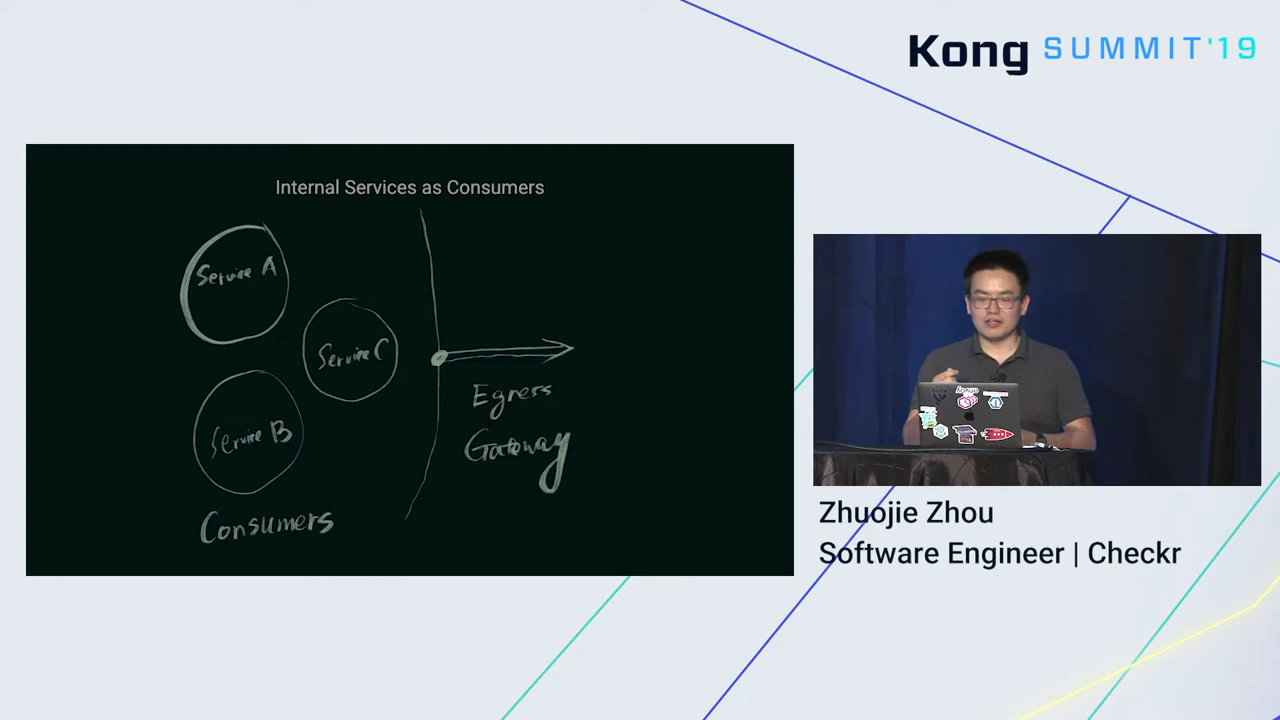 Kong SUMMIT'19
Internal Services as Consumers
Service A
Service C
Egress
Service B
Gateway
Consumers
Zhuojie Zhou
Software Engineer | Checkr